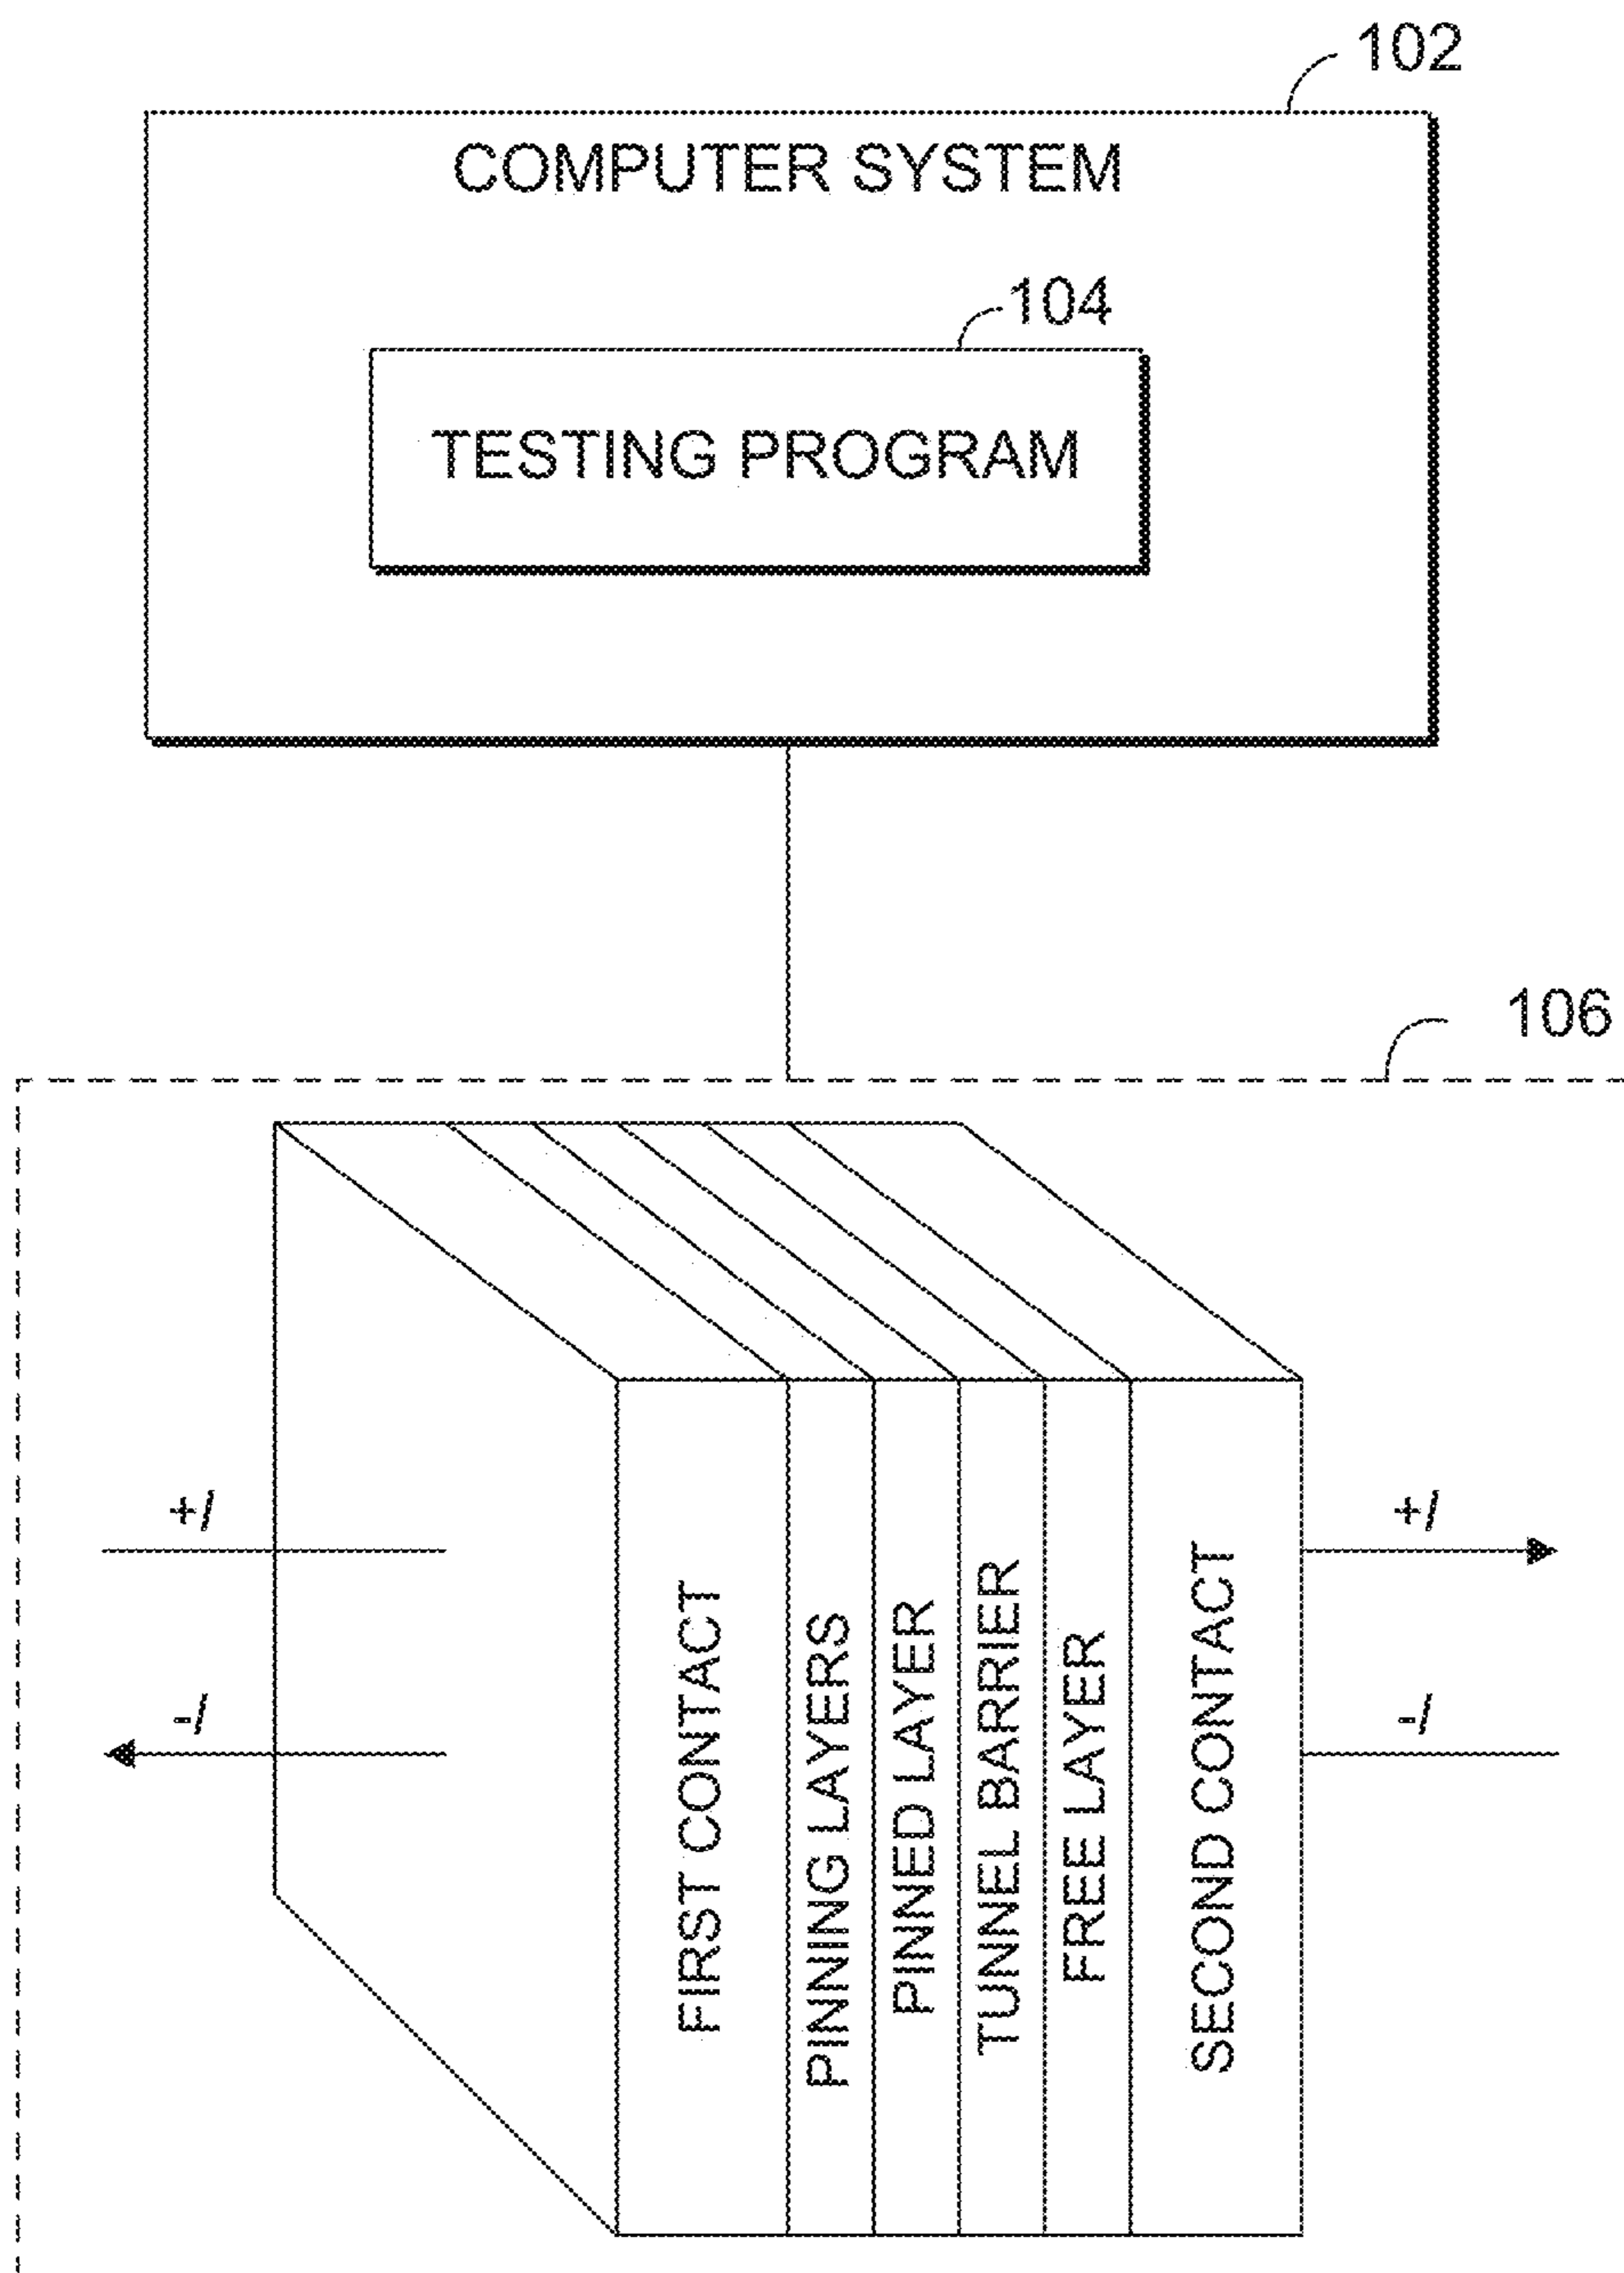 102
COMPUTER SYSTEM
104
TESTING PROGRAM
106
+/
-/
FIRST CONTACT
PINNING LAYERS
PINNED LAYER
TUNNEL BARRIER
FREE LAYER
SECOND CONTACT
+/
-/